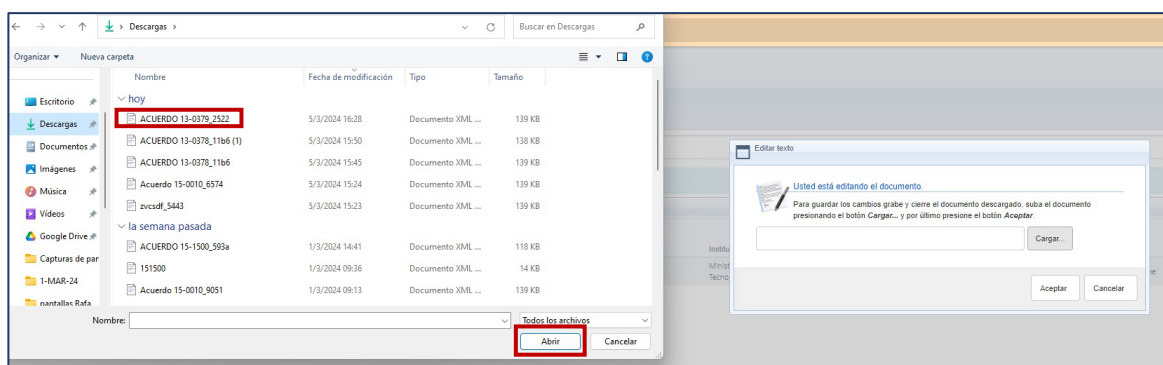 Descargas
Buscar en Descargas
Organizar
Nueva carpeta
Nombre
Fecha de modificación
Tipo
Tamaño
Escritorio
Descargas
Documentos
Imágenes
Música
Vídeos
Google Drive
Capturas de par
1-MAR-24
pantallas Rafa
hoy
ACUERDO 13-0379_2522 5/3/2024 16:28 Documento XML ... 139 KB
ACUERDO 13-0378_11b6 (1) 5/3/2024 15:50 Documento XML ... 138 KB
ACUERDO 13-0378_11b6 5/3/2024 15:45 Documento XML ... 139 KB
Acuerdo 15-0010_6574 5/3/2024 15:24 Documento XML ... 139 KB
zvcsdf_5443 5/3/2024 15:23 Documento XML ... 139 KB
la semana pasada
ACUERDO 15-1500_593a 1/3/2024 14:41 Documento XML ... 118 KB
151500 1/3/2024 09:36 Documento XML ... 14 KB
Acuerdo 15-0010_9051 1/3/2024 09:13 Documento XML ... 139 KB
Nombre:
Todos los archivos
Abrir
Cancelar
Editar texto
Usted está editando el documento.
Para guardar los cambios grabe y cierre el documento descargado, suba el documento
presionando el botón Cargar... y por último presione el botón Aceptar.
Cargar...
Aceptar
Cancelar
Institu
Minist
Tecno